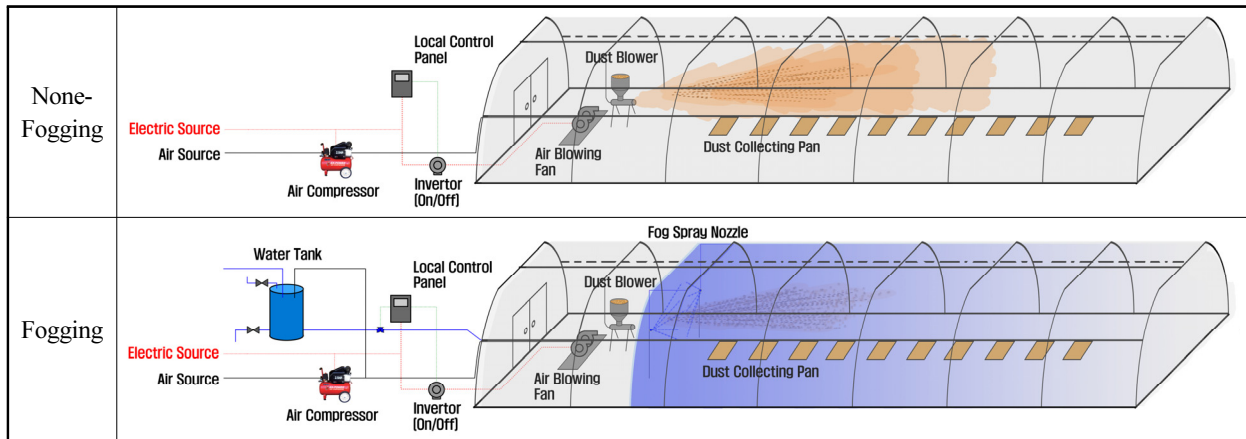 None-
Fogging
Local Control
Panel
Dust Blower
Electric Source
Air Source
Air Compressor
Invertor
(On/Off)
Air Blowing
Fan
Dust Collecting Pan
Fogging
Water Tank
Local Control
Panel
Fog Spray Nozzle
Dust Blower
Electric Source
Air Source
Air Compressor
Invertor
(On/Off)
Air Blowing
Fan
Dust Collecting Pan